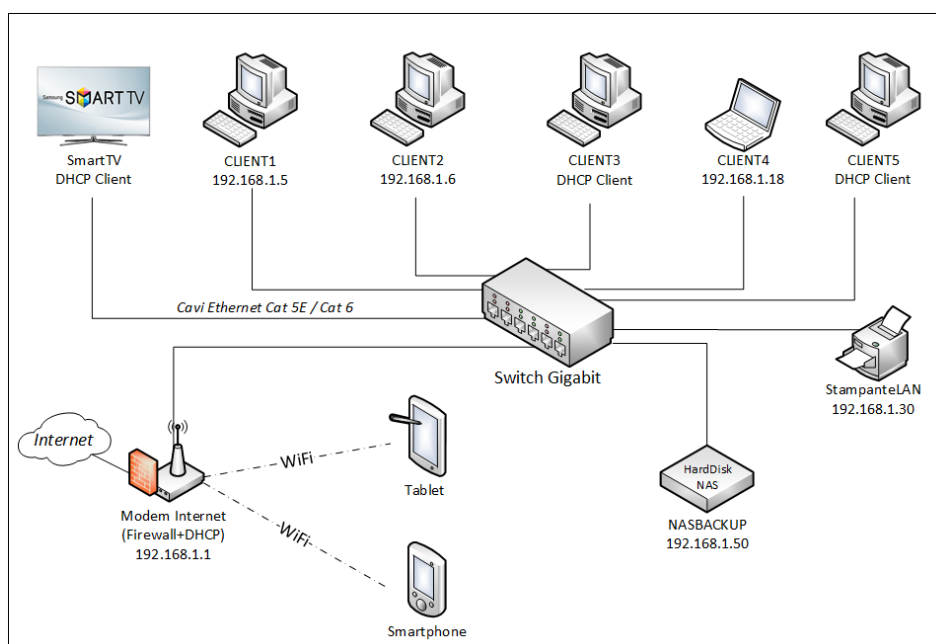 Samsung SMART TV
SmartTV
DHCP Client
CLIENT1
192.168.1.5
CLIENT2
192.168.1.6
CLIENT3
DHCP Client
CLIENT4
192.168.1.18
CLIENT5
DHCP Client
Cavi Ethernet Cat 5E / Cat 6
Switch Gigabit
StampanteLAN
192.168.1.30
Internet
WiFi
Tablet
HardDisk
NAS
NASBACKUP
192.168.1.50
Modem Internet
(Firewall+DHCP)
192.168.1.1
WiFi
Smartphone